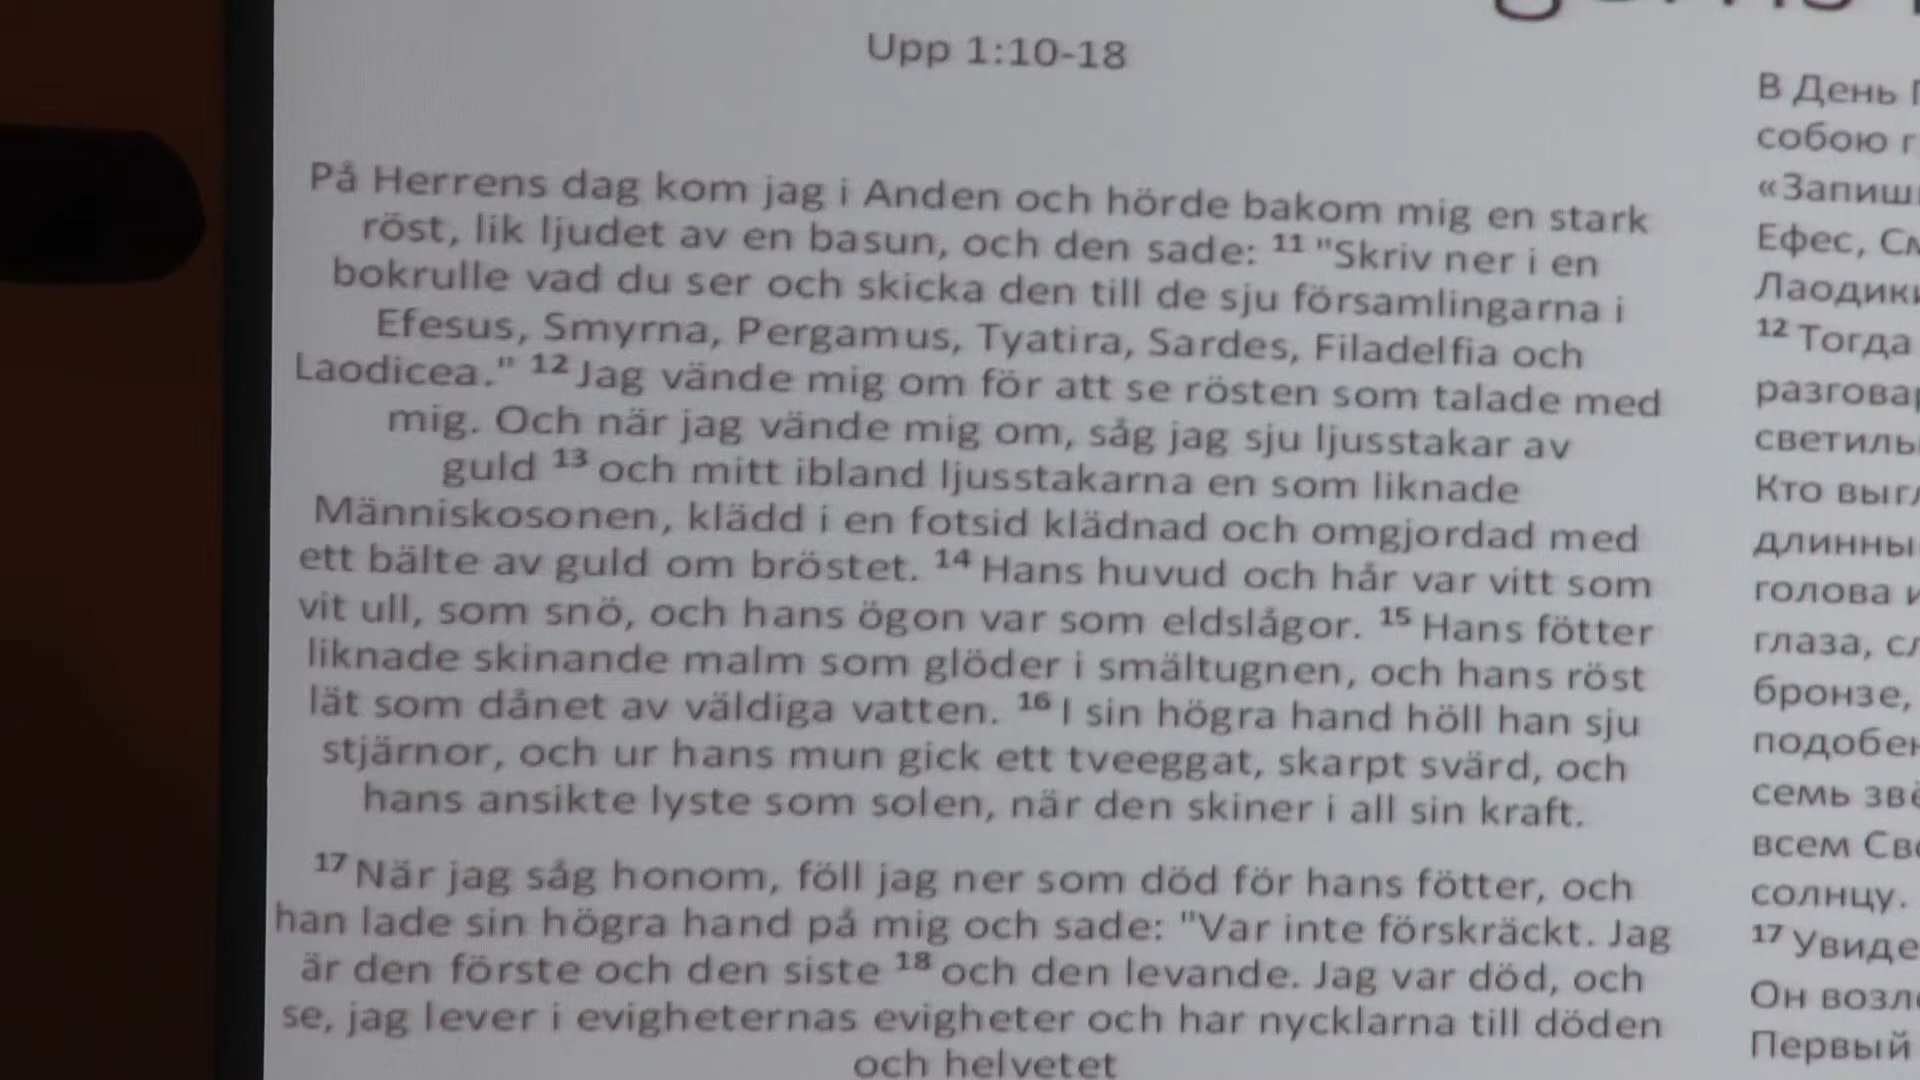 Upp 1:10-18
På Herrens dag kom jag i Anden och hörde bakom mig en stark
röst, lik ljudet av en basun, och den sade: 11 "Skriv ner i en
bokrulle vad du ser och skicka den till de sju församlingarna i
Efesus, Smyrna, Pergamus, Tyatira, Sardes, Filadelfia och
Laodicea." 12 Jag vände mig om för att se rösten som talade med
mig. Och när jag vände mig om, såg jag sju ljusstakar av
guld 13 och mitt ibland ljusstakarna en som liknade
Människosonen, klädd i en fotsid klädnad och omgjordad med
ett bälte av guld om bröstet. 14 Hans huvud och hår var vitt som
vit ull, som snö, och hans ögon var som eldslågor. 15 Hans fötter
liknade skinande malm som glöder i smältugnen, och hans röst
lät som dånet av väldiga vatten. 16 I sin högra hand höll han sju
stjärnor, och ur hans mun gick ett tveeggat, skarpt svärd, och
hans ansikte lyste som solen, när den skiner i all sin kraft.
17 När jag såg honom, föll jag ner som död för hans fötter, och
han lade sin högra hand på mig och sade: "Var inte förskräckt. Jag
är den förste och den siste 18 och den levande. Jag var död, och
se, jag lever i evigheternas evigheter och har nycklarna till döden
och helvetet
В День
собою
«Запиш
Ефес,
Лаодики
12 Тогда
разгова
светиль
Кто
длинны
голова
глаза,
бронзе,
подобе
семь
всем
солнцу.
17 Увиде
Он
Первый